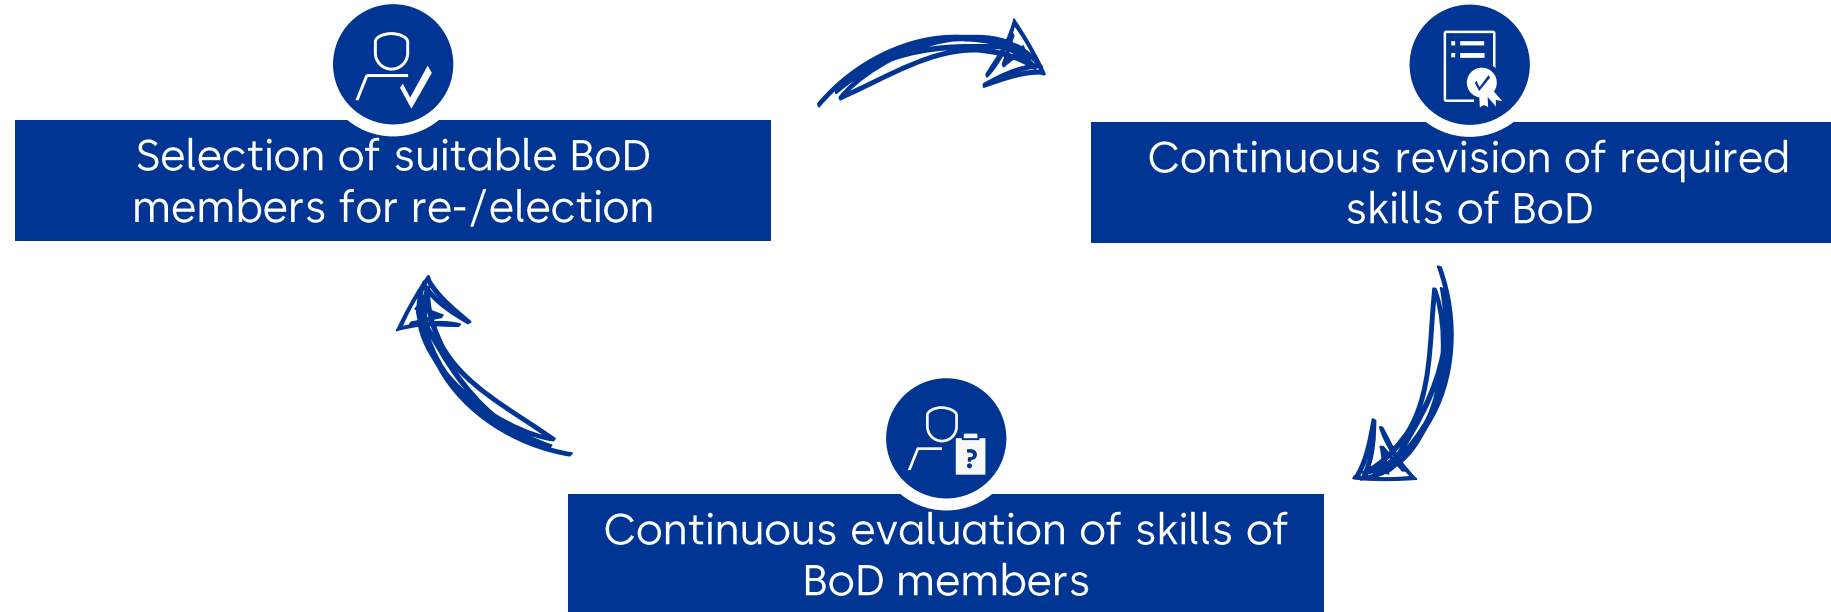 Selection of suitable BoD
members for re-/election
Continuous revision of required
skills of BoD
?
Continuous evaluation of skills of
BoD members